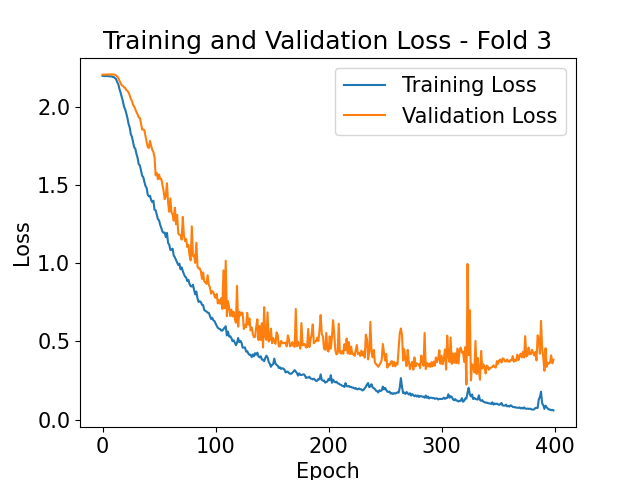 Training and Validation Loss - Fold 3
Training Loss
Validation Loss
Loss
2.0
1.5
1.0
0.5
0.0
0 100 200 300 400
Epoch